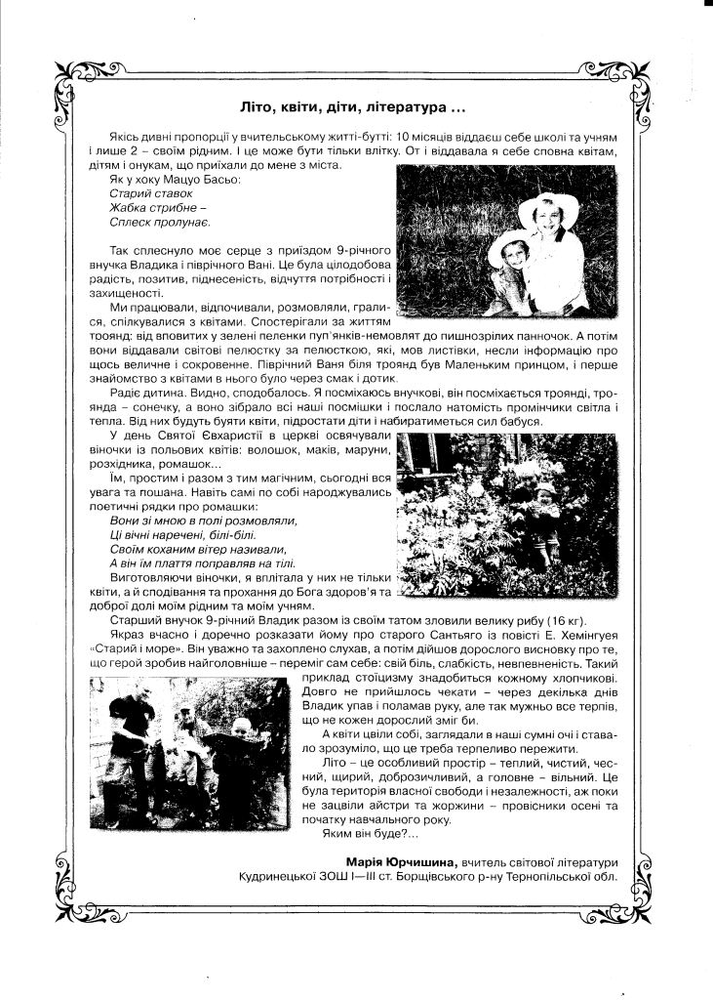 Літо, квіти, діти, література ...
Якісь дивні пропорції у вчительському житті-бутті: 10 місяців віддаєш себе школі та учням
і лише 2 – своїм рідним. І це може бути тільки влітку. От і віддавала я себе сповна квітам,
дітям і онукам, що приїхали до мене з міста.
Як у хоку Мацуо Басьо:
Старий ставок
Жабка стрибне –
Сплеск пролунає.
Так сплеснуло моє серце з приїздом 9-річного
внучка Владика і піврічного Вані. Це була цілодобова
радість, позитив, піднесеність, відчуття потрібності і
захищеності.
Ми працювали, відпочивали, розмовляли, грали-
ся, спілкувалися з квітами. Спостерігали за життям
троянд: від вповитих у зелені пеленки пуп'янків-немовлят до пишнозрілих панночок. А потім
вони віддавали світові пелюстку за пелюсткою, які, мов листівки, несли інформацію про
щось величне і сокровенне. Піврічний Ваня біля троянд був Маленьким принцом, і перше
знайомство з квітами в нього було через смак і дотик.
Радіє дитина. Видно, сподобалось. Я посміхаюсь внучкові, він посміхається троянді, тро-
янда – сонечку, а воно зібрало всі наші посмішки і послало натомість промінчики світла і
тепла. Від них будуть буяти квіти, підростати діти і набиратиметься сил бабуся.
У день Святої Євхаристії в церкві освячували
віночки із польових квітів: волошок, маків, маруни,
розхідника, ромашок...
Їм, простим і разом з тим магічним, сьогодні вся
увага та пошана. Навіть самі по собі народжувались
поетичні рядки про ромашки:
Вони зі мною в полі розмовляли,
Ці вічні наречені, білі-білі.
Своїм коханим вітер називали,
А він їм плаття поправляв на тілі.
Виготовляючи віночки, я вплітала у них не тільки
квіти, а й сподівання та прохання до Бога здоров'я та
доброї долі моїм рідним та моїм учням.
Старший внучок 9-річний Владик разом із своїм татом зловили велику рибу (16 кг).
Якраз вчасно і доречно розказати йому про старого Сантьяго із повісті Е. Хемінгуея
«Старий і море». Він уважно та захоплено слухав, а потім дійшов дорослого висновку про те,
що герой зробив найголовніше – переміг сам себе: свій біль, слабкість, невпевненість. Такий
приклад стоїцизму знадобиться кожному хлопчикові.
Довго не прийшлось чекати – через декілька днів
Владик упав і поламав руку, але так мужньо все терпів,
що не кожен дорослий зміг би.
А квіти цвіли собі, заглядали в наші сумні очі і става-
ло зрозуміло, що це треба терпеливо пережити.
Літо – це особливий простір – теплий, чистий, чес-
ний, щирий, доброзичливий, а головне – вільний. Це
була територія власної свободи і незалежності, аж поки
не зацвіли айстри та жоржини – провісники осені та
початку навчального року.
Яким він буде?...
Марія Юрчишина, вчитель світової літератури
Кудринецької ЗОШ І—ІІІ ст. Борщівського р-ну Тернопільської обл.